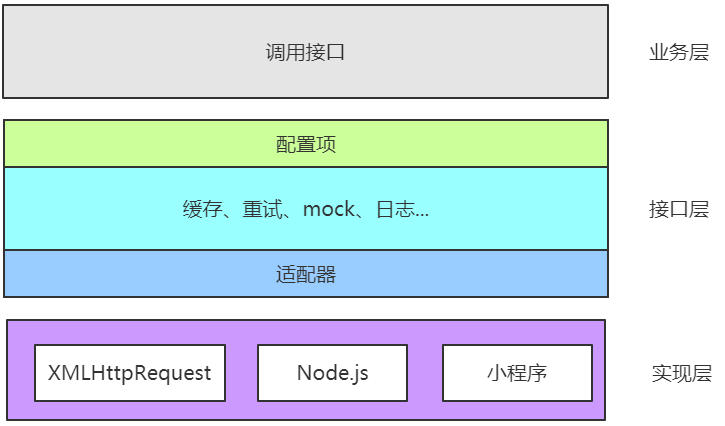 调用接口 业务层
配置项
缓存、重试、mock、日志... 接口层
适配器
XMLHttpRequest Node.js 小程序 实现层